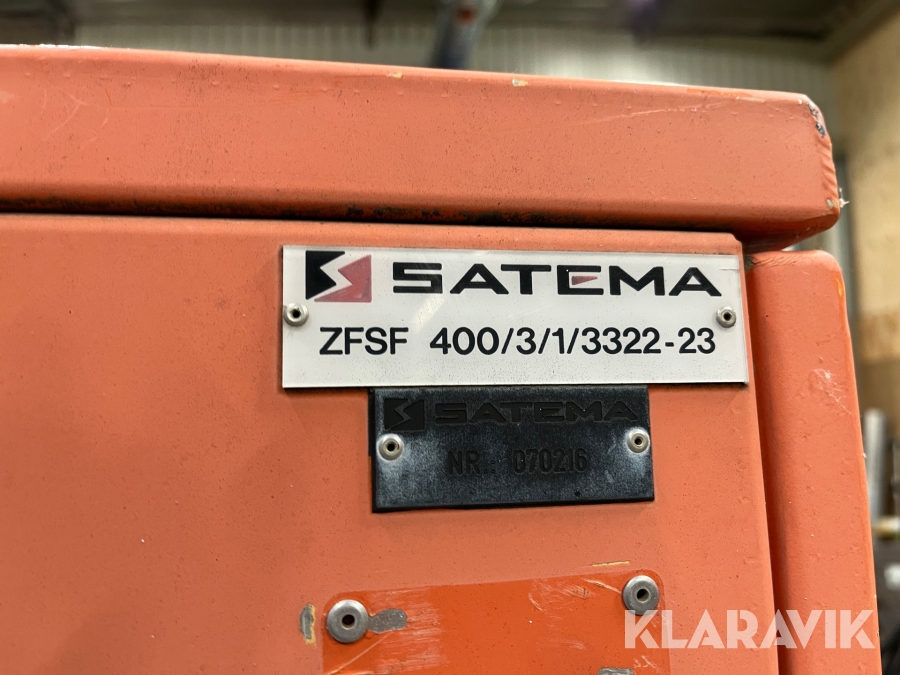 SATEMA
ZFSF 400/3/1/3322-23
SATEMA
NR. 070216
KLARAVIK